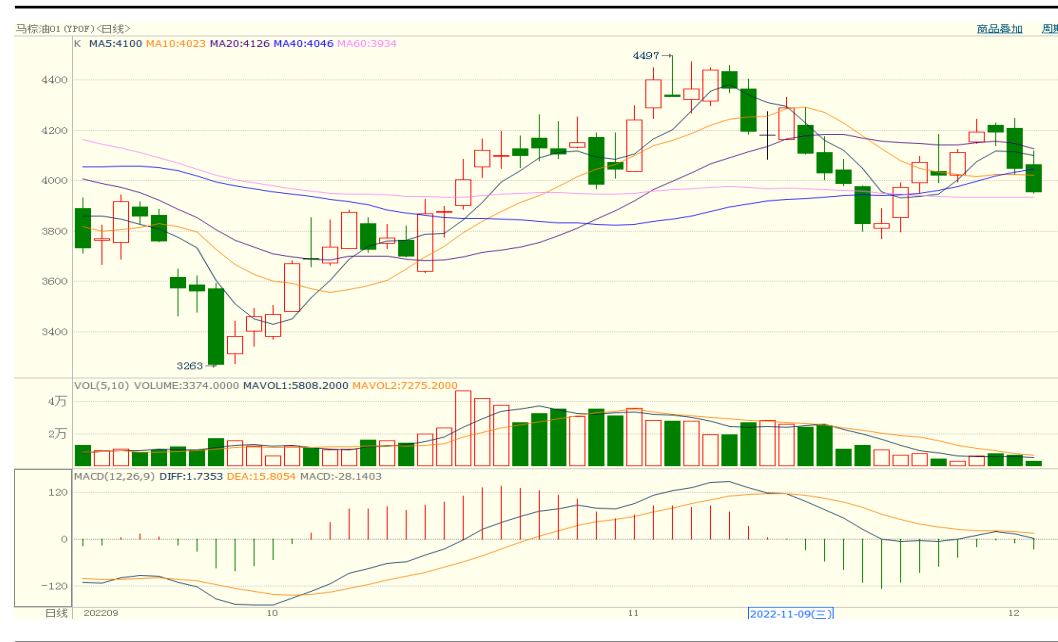 马棕油01 (YPOF)<日线> 商品叠加 周期
K MA5:4100 MA10:4023 MA20:4126 MA40:4046 MA60:3934
4497
4400
4200
4000
3800
3600
3400
3263
VOL(5,10) VOLUME:3374.0000 MAVOL1:5808.2000 MAVOL2:7275.2000
4万
2万
MACD(12,26,9) DIFF:1.7353 DEA:15.8054 MACD:-28.1403
120
0
-120
日线 202209 10 11 2022-11-09(三) 12